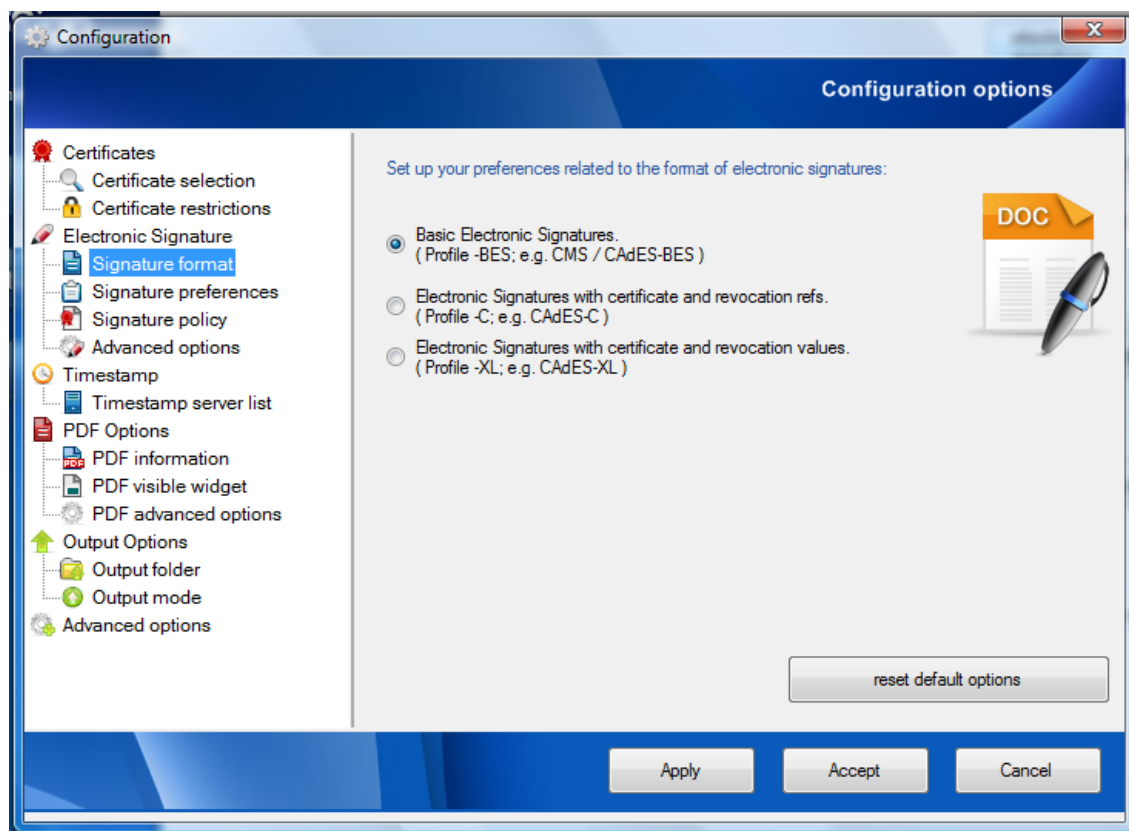 Configuration
Configuration options
Certificates
Certificate selection
Certificate restrictions
Electronic Signature
Signature format
Signature preferences
Signature policy
Advanced options
Timestamp
Timestamp server list
PDF Options
PDF
PDF information
PDF visible widget
PDF advanced options
Output Options
Output folder
Output mode
Advanced options
Set up your preferences related to the format of electronic signatures:
Basic Electronic Signatures.
( Profile -BES; e.g. CMS / CAdES-BES )
Electronic Signatures with certificate and revocation refs.
( Profile -C; e.g. CAdES-C )
Electronic Signatures with certificate and revocation values.
( Profile -XL; e.g. CAdES-XL )
DOC
reset default options
Apply
Accept
Cancel